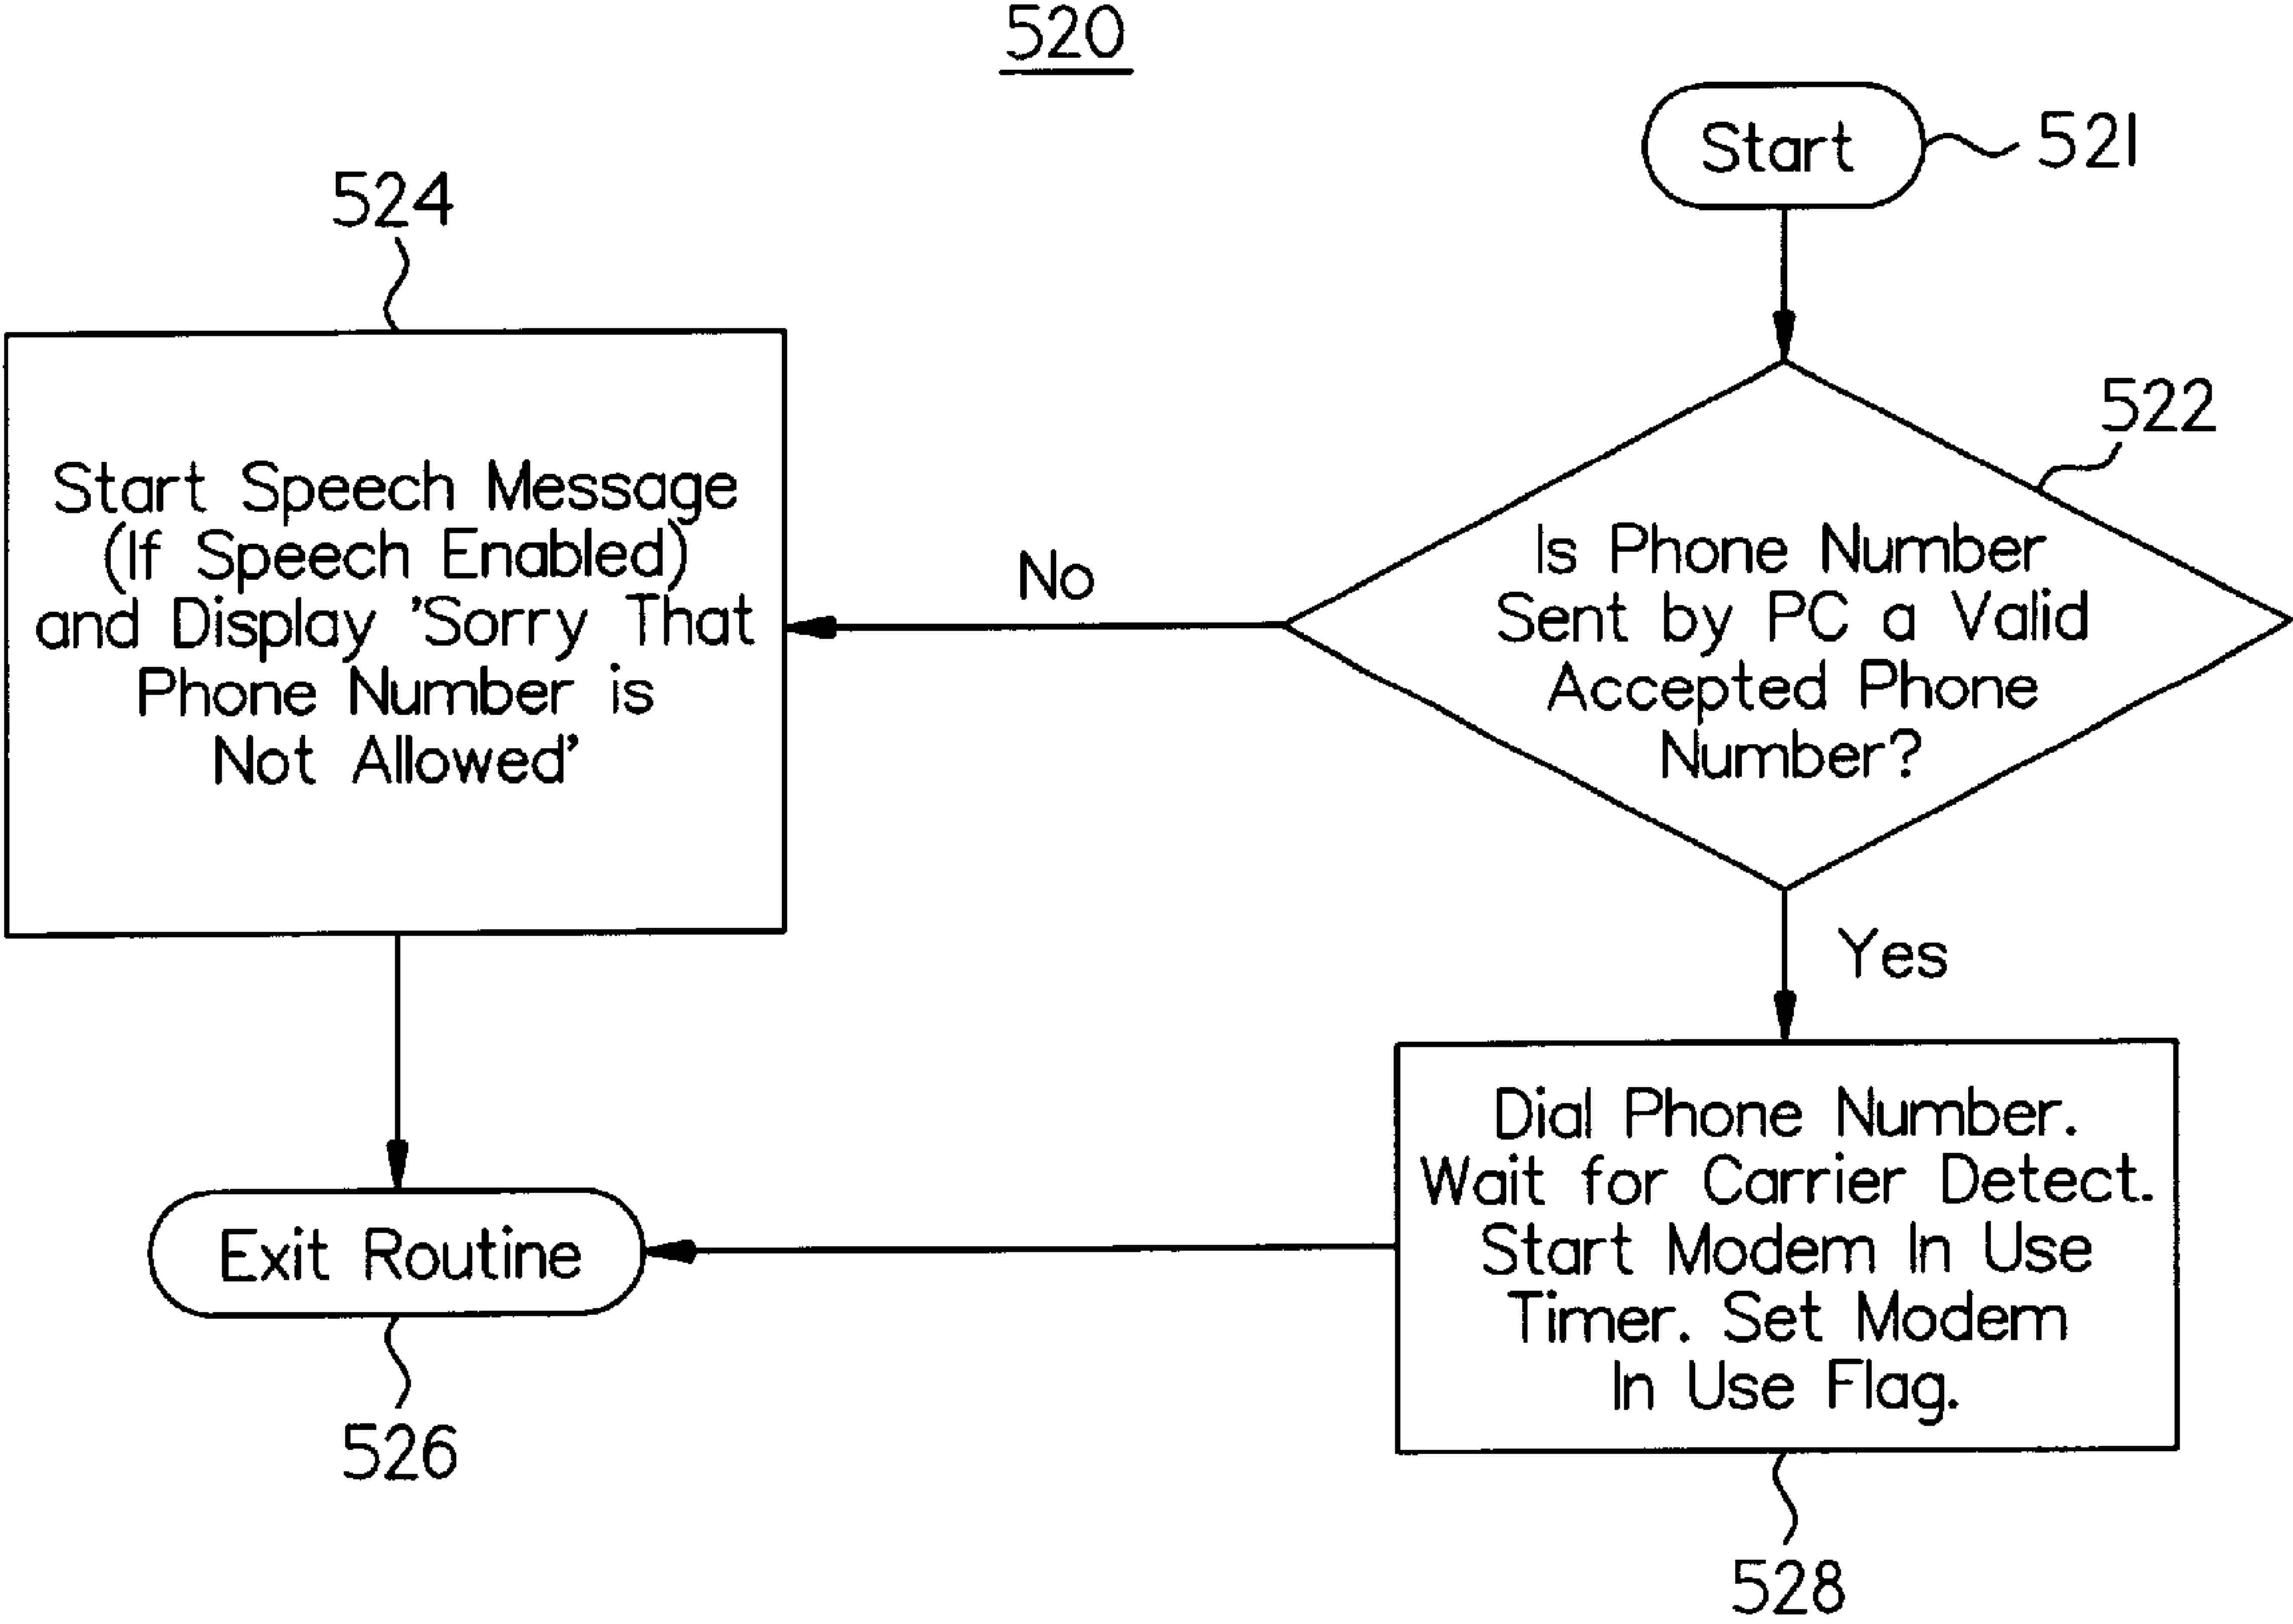 520
Start
521
524
522
Start Speech Message
(If Speech Enabled)
and Display 'Sorry That
Phone Number is
Not Allowed'
No
Is Phone Number
Sent by PC a Valid
Accepted Phone
Number?
Yes
Dial Phone Number.
Wait for Carrier Detect.
Start Modem In Use
Timer. Set Modem
In Use Flag.
Exit Routine
526
528